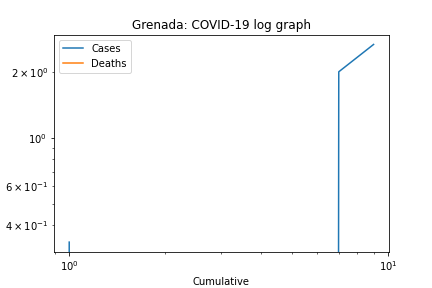 Grenada: COVID-19 log graph
Cases
Deaths
2 × 10⁰
10⁰
6 × 10⁻¹
4 × 10⁻¹
10⁰ 10¹
Cumulative